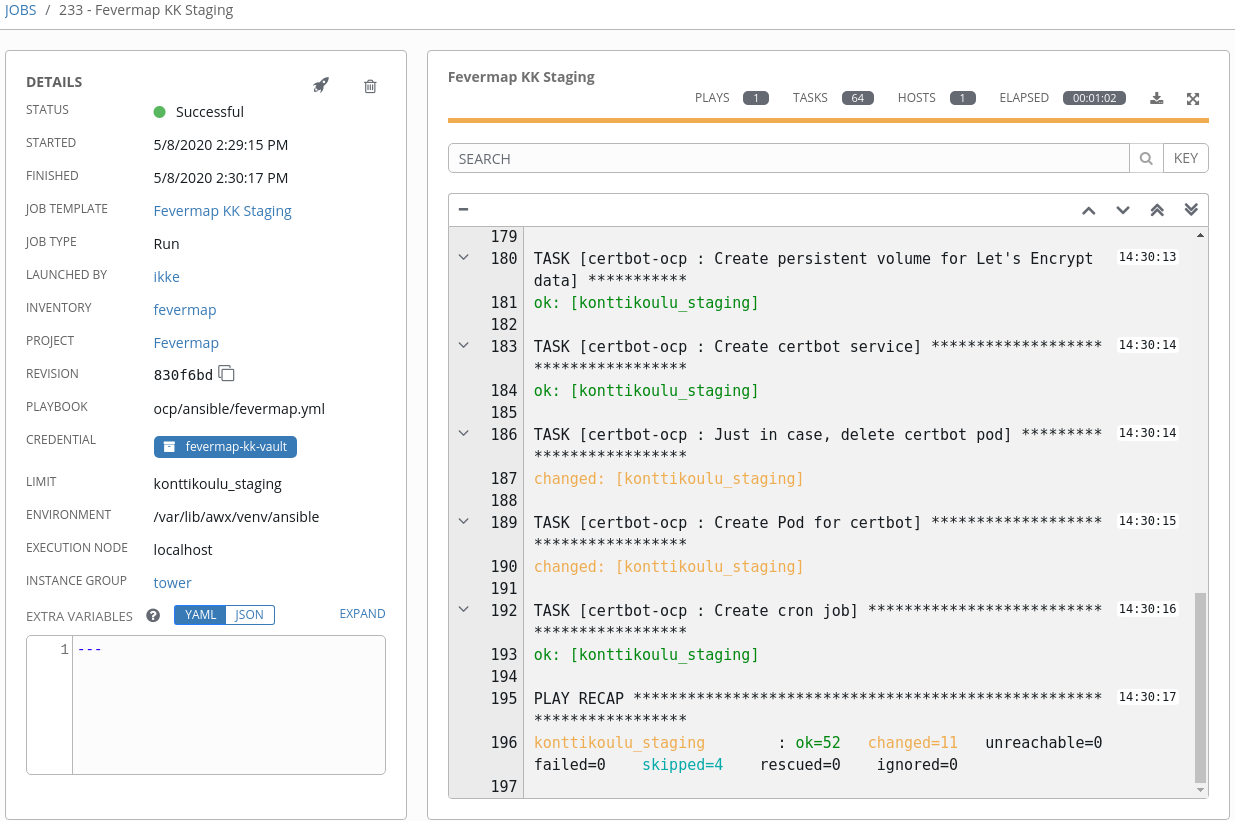 JOBS / 233 - Fevermap KK Staging
DETAILS
STATUS Successful
STARTED 5/8/2020 2:29:15 PM
FINISHED 5/8/2020 2:30:17 PM
JOB TEMPLATE Fevermap KK Staging
JOB TYPE Run
LAUNCHED BY ikke
INVENTORY fevermap
PROJECT Fevermap
REVISION 830f6bd
PLAYBOOK ocp/ansible/fevermap.yml
CREDENTIAL fevermap-kk-vault
LIMIT konttikoulu_staging
ENVIRONMENT /var/lib/awx/venv/ansible
EXECUTION NODE localhost
INSTANCE GROUP tower
EXTRA VARIABLES ? YAML JSON EXPAND
1 ---
Fevermap KK Staging
PLAYS 1 TASKS 64 HOSTS 1 ELAPSED 00:01:02
SEARCH KEY
179
180 TASK [certbot-ocp : Create persistent volume for Let's Encrypt 14:30:13
data] ***********
181 ok: [konttikoulu_staging]
182
183 TASK [certbot-ocp : Create certbot service] ******************* 14:30:14
*****************
184 ok: [konttikoulu_staging]
185
186 TASK [certbot-ocp : Just in case, delete certbot pod] ********* 14:30:14
*****************
187 changed: [konttikoulu_staging]
188
189 TASK [certbot-ocp : Create Pod for certbot] ******************* 14:30:15
*****************
190 changed: [konttikoulu_staging]
191
192 TASK [certbot-ocp : Create cron job] ************************** 14:30:16
*****************
193 ok: [konttikoulu_staging]
194
195 PLAY RECAP **************************************************** 14:30:17
*****************
196 konttikoulu_staging : ok=52 changed=11 unreachable=0
failed=0 skipped=4 rescued=0 ignored=0
197